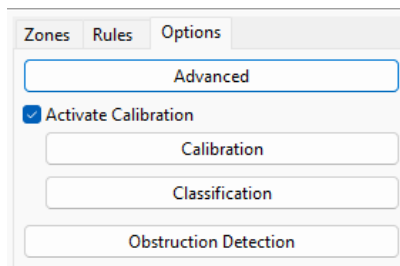 Zones Rules Options
Advanced
Activate Calibration
Calibration
Classification
Obstruction Detection